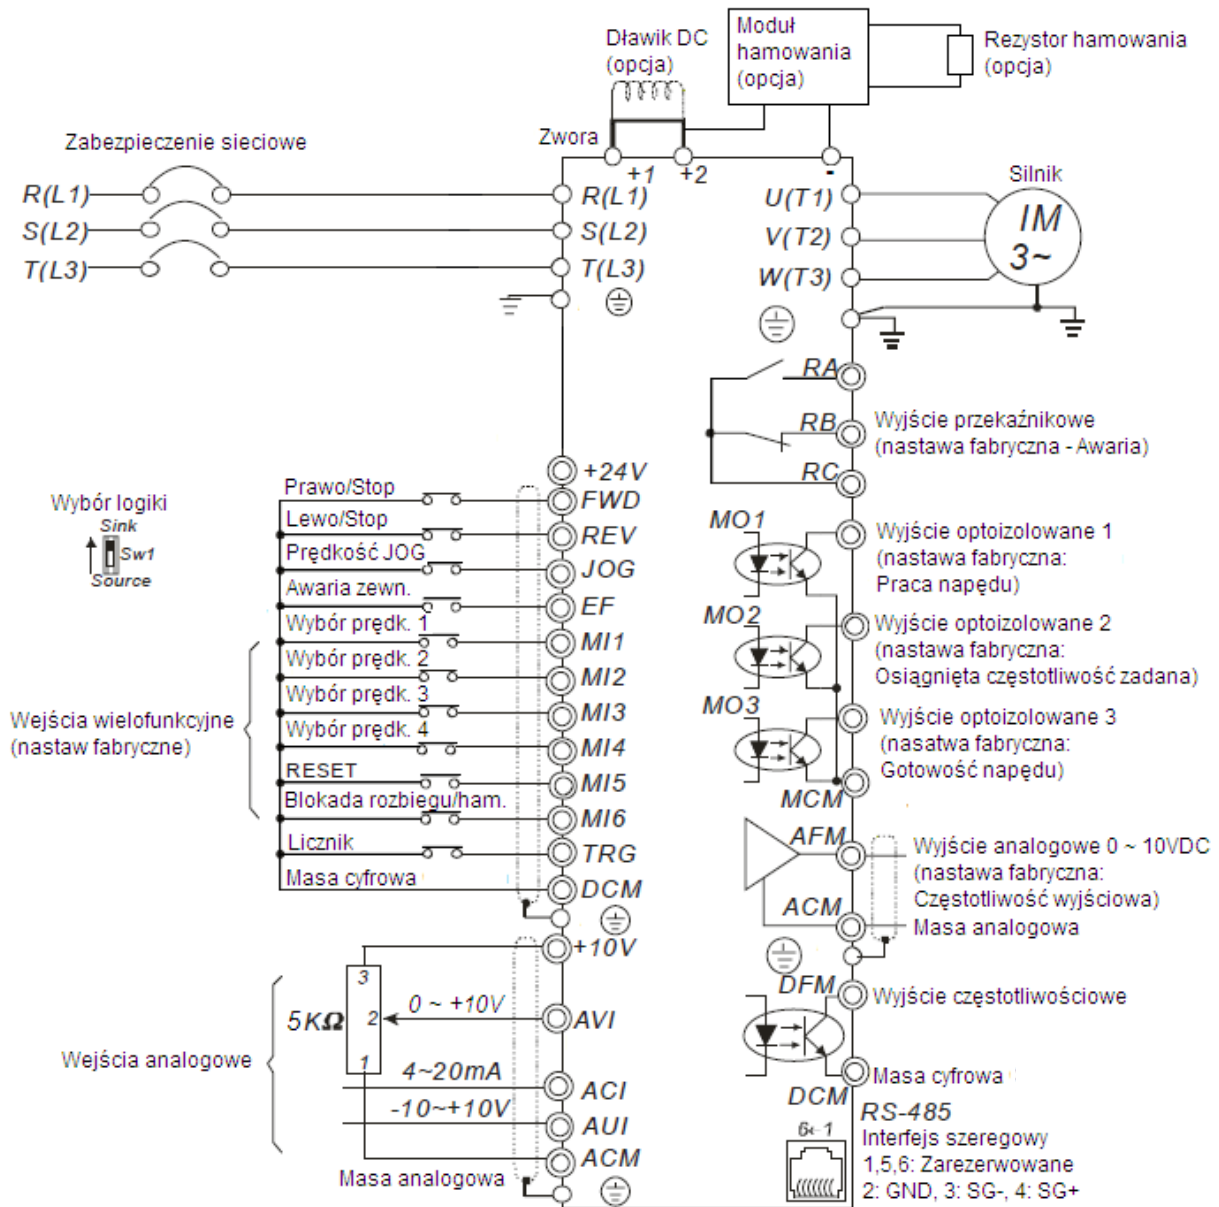 Dławik DC
(opcja)
Moduł
hamowania
(opcja)
Rezystor hamowania
(opcja)
Zabezpieczenie sieciowe
Zwora
+1
+2
-
R(L1)
R(L1)
S(L2)
S(L2)
T(L3)
T(L3)
U(T1)
V(T2)
W(T3)
Silnik
IM
3~
RA
RB
RC
Wyjście przekaźnikowe
(nastawa fabryczna - Awaria)
Wybór logiki
Sink
Sw1
Source
+24V
Prawo/Stop
FWD
Lewo/Stop
REV
Prędkość JOG
JOG
Awaria zewn.
EF
Wybór prędk. 1
MI1
Wybór prędk. 2
MI2
Wybór prędk. 3
MI3
Wybór prędk. 4
MI4
RESET
MI5
Blokada rozbiegu/ham.
MI6
Licznik
TRG
Masa cyfrowa
DCM
Wejścia wielofunkcyjne
(nastaw fabryczne)
MO1
Wyjście optoizolowane 1
(nastawa fabryczna:
Praca napędu)
MO2
Wyjście optoizolowane 2
(nastawa fabryczna:
Osiągnięta częstotliwość zadana)
MO3
Wyjście optoizolowane 3
(nasatwa fabryczna:
Gotowość napędu)
MCM
AFM
Wyjście analogowe 0 ~ 10VDC
(nastawa fabryczna:
Częstotliwość wyjściowa)
ACM
Masa analogowa
DFM
Wyjście częstotliwościowe
DCM
Masa cyfrowa
+10V
3
5KΩ
2
0 ~ +10V
AVI
1
Wejścia analogowe
4~20mA
ACI
-10~+10V
AUI
ACM
Masa analogowa
RS-485
6←1
Interfejs szeregowy
1,5,6: Zarezerwowane
2: GND, 3: SG-, 4: SG+